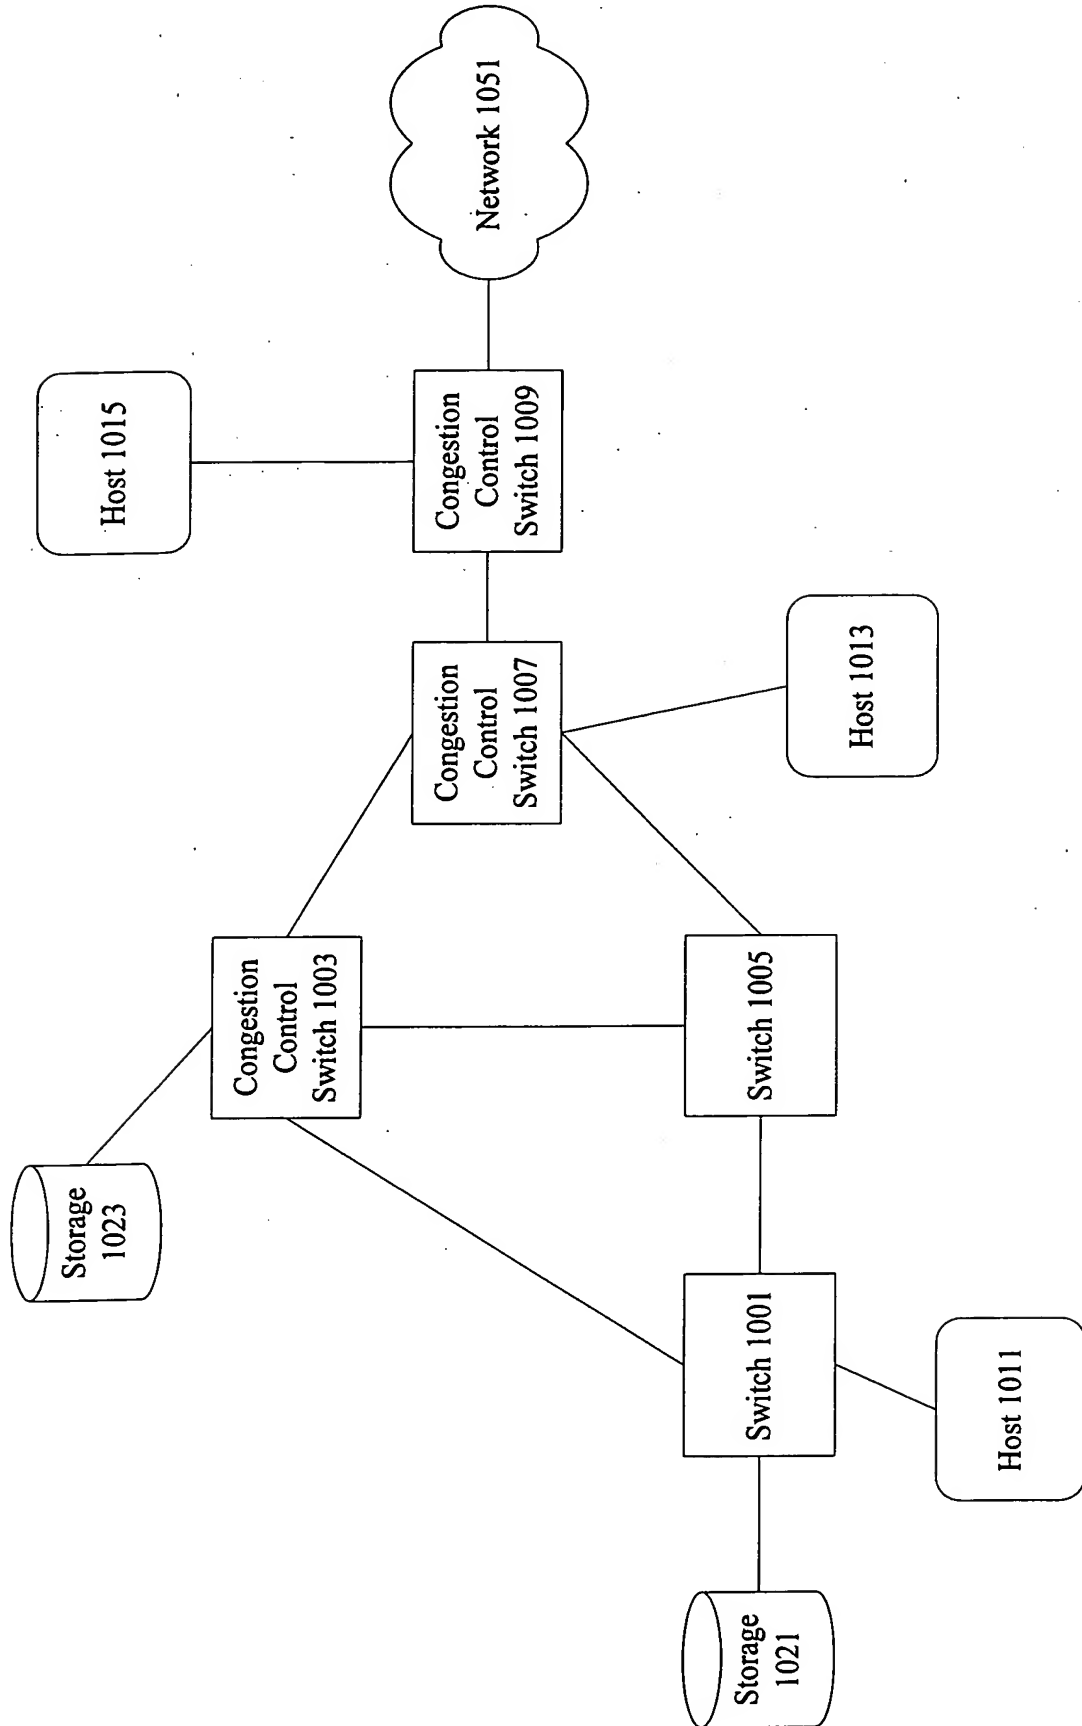 Storage
1023
Host 1015
Congestion
Control
Switch 1003
Congestion
Control
Switch 1007
Congestion
Control
Switch 1009
Network 1051
Storage
1021
Switch 1001
Switch 1005
Host 1013
Host 1011